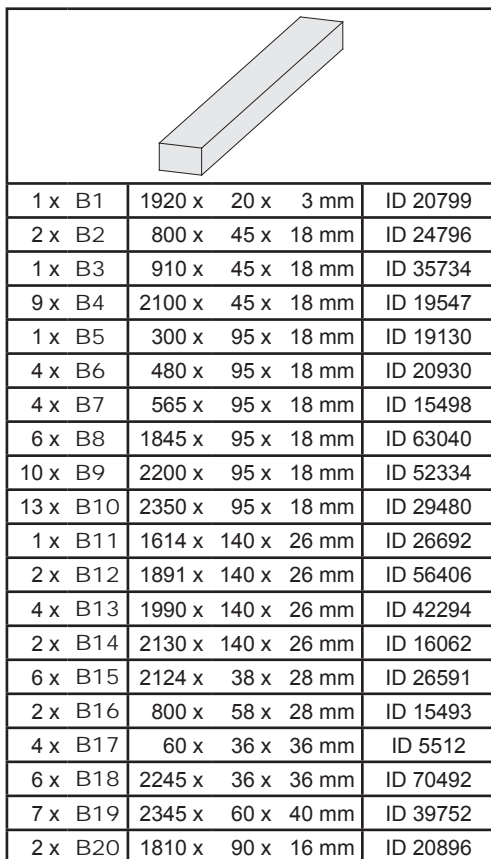 1 x B1 1920 x 20 x 3 mm ID 20799
2 x B2 800 x 45 x 18 mm ID 24796
1 x B3 910 x 45 x 18 mm ID 35734
9 x B4 2100 x 45 x 18 mm ID 19547
1 x B5 300 x 95 x 18 mm ID 19130
4 x B6 480 x 95 x 18 mm ID 20930
4 x B7 565 x 95 x 18 mm ID 15498
6 x B8 1845 x 95 x 18 mm ID 63040
10 x B9 2200 x 95 x 18 mm ID 52334
13 x B10 2350 x 95 x 18 mm ID 29480
1 x B11 1614 x 140 x 26 mm ID 26692
2 x B12 1891 x 140 x 26 mm ID 56406
4 x B13 1990 x 140 x 26 mm ID 42294
2 x B14 2130 x 140 x 26 mm ID 16062
6 x B15 2124 x 38 x 28 mm ID 26591
2 x B16 800 x 58 x 28 mm ID 15493
4 x B17 60 x 36 x 36 mm ID 5512
6 x B18 2245 x 36 x 36 mm ID 70492
7 x B19 2345 x 60 x 40 mm ID 39752
2 x B20 1810 x 90 x 16 mm ID 20896